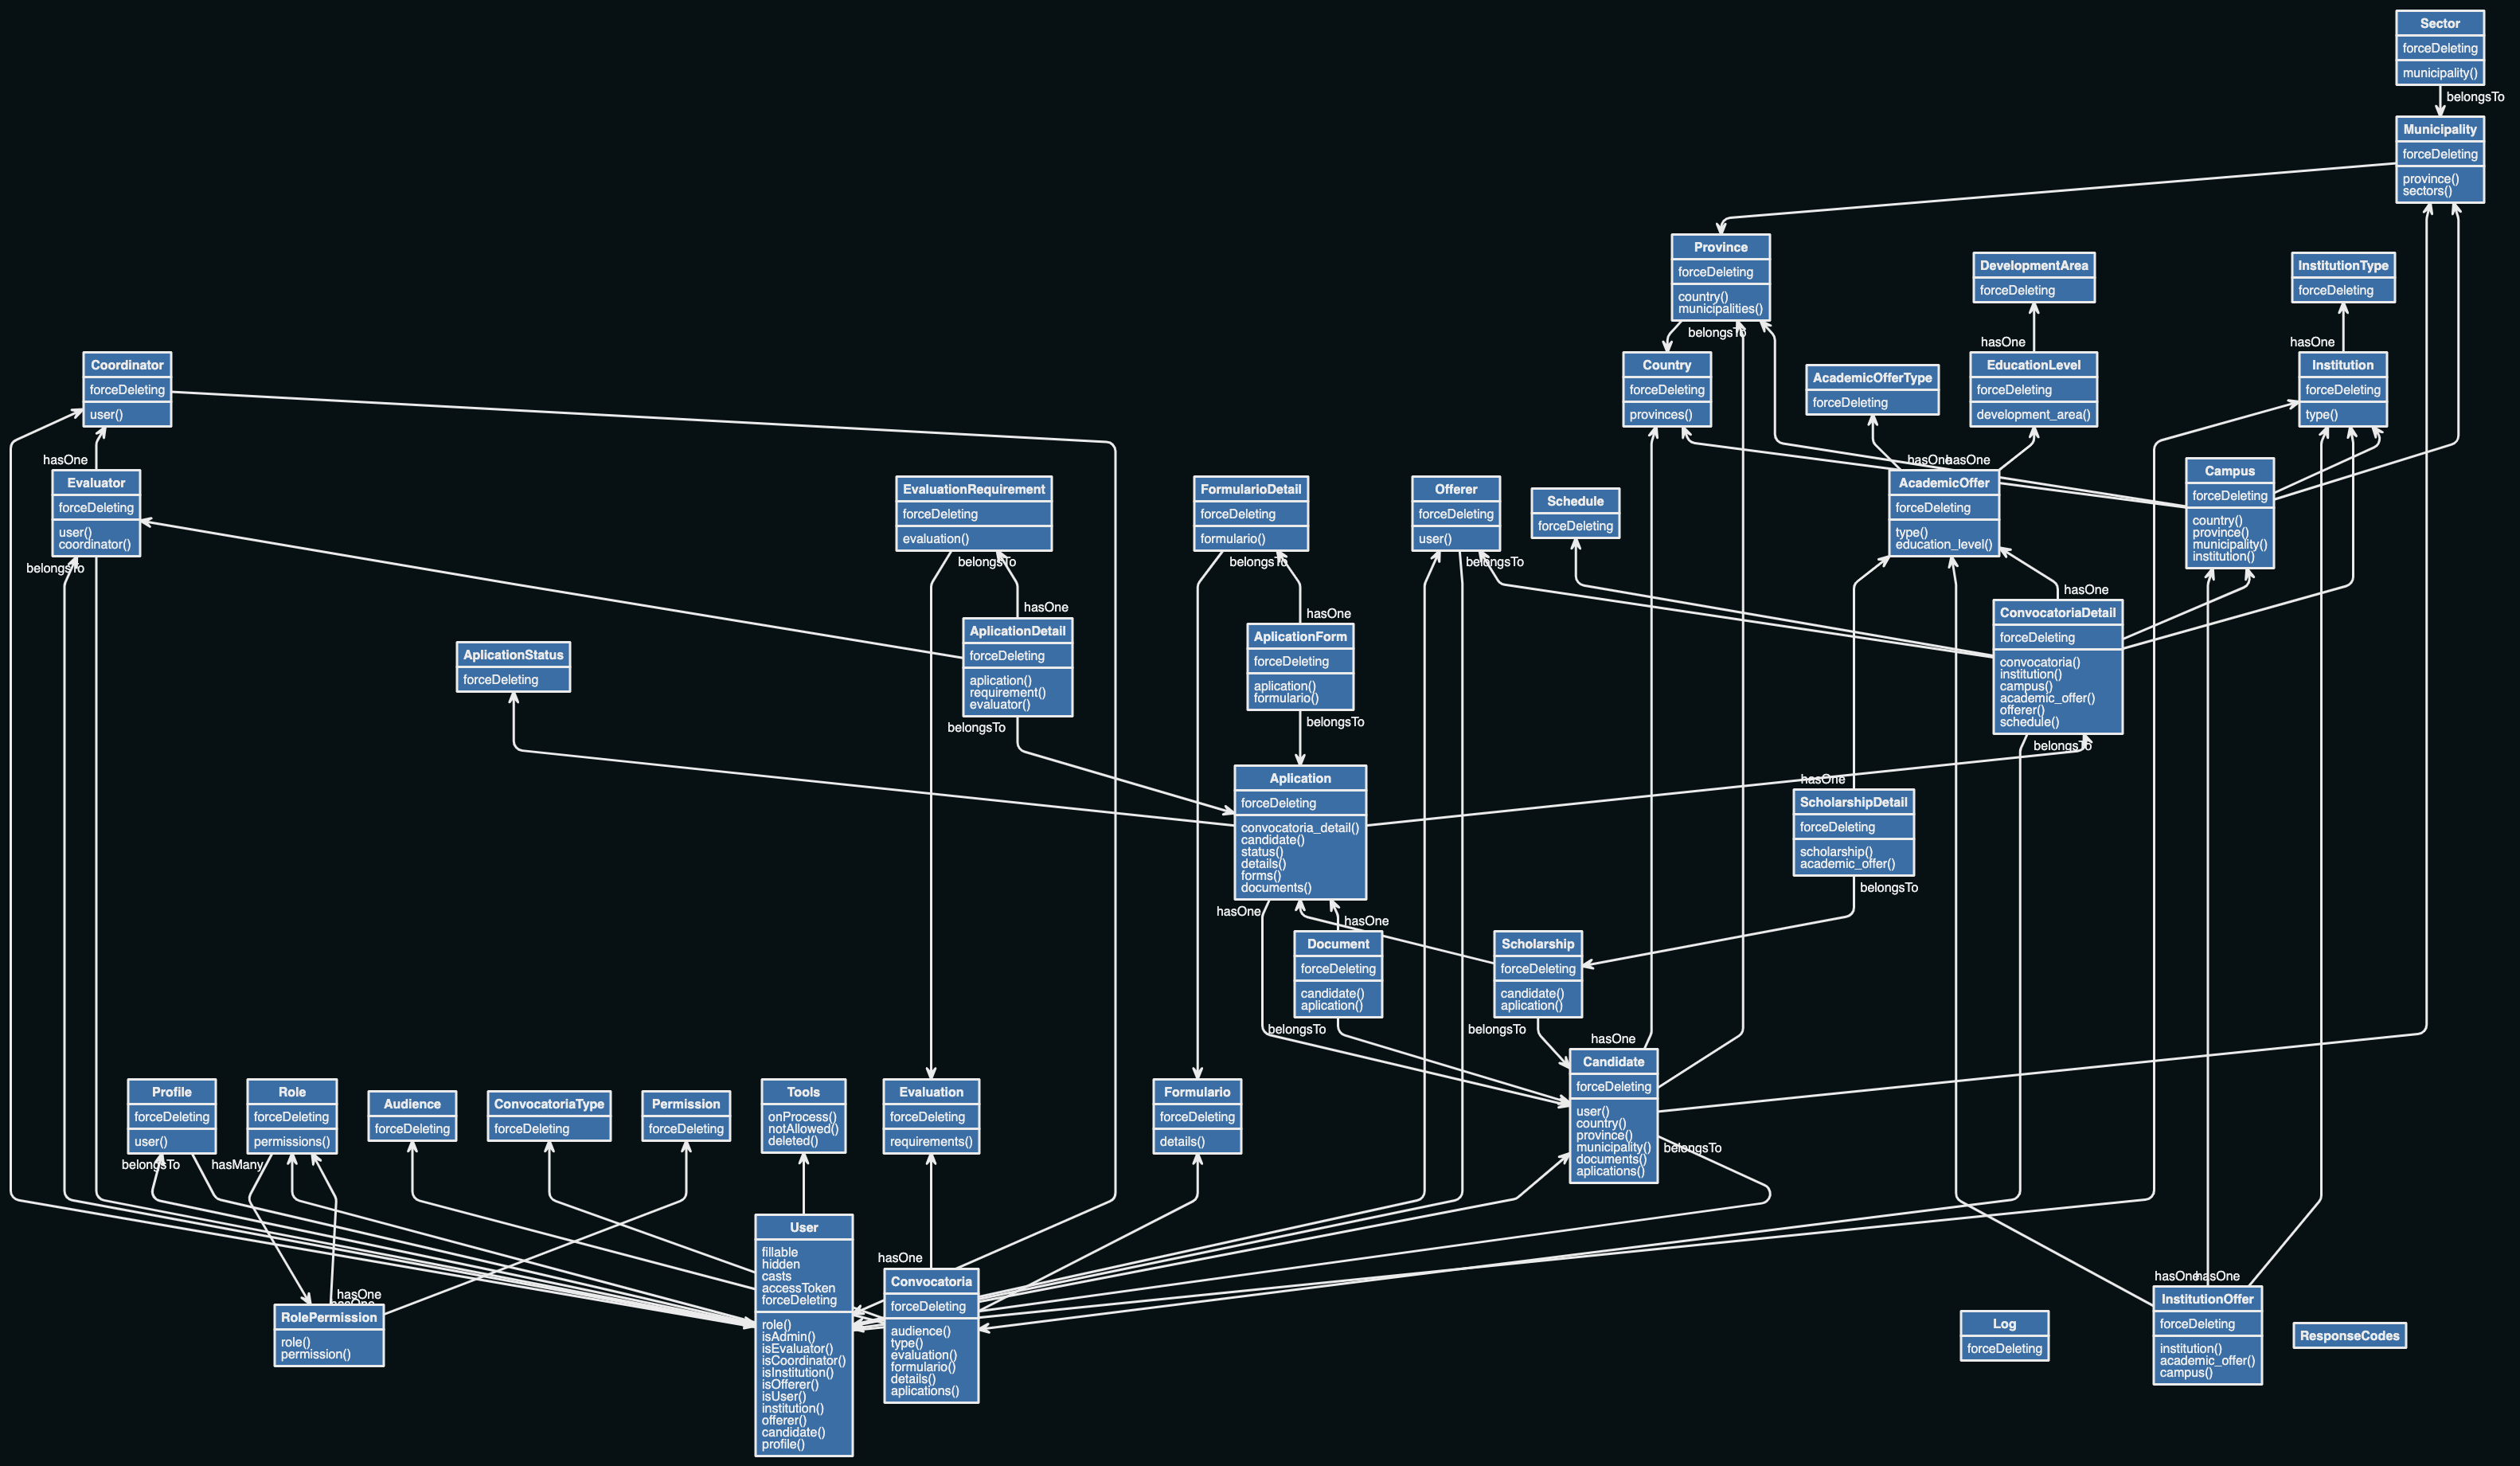 Sector
forceDeleting
municipality()
belongsTo
Municipality
forceDeleting
province()
sectors()
Province
forceDeleting
country()
municipalities()
belongsTo
DevelopmentArea
forceDeleting
hasOne
InstitutionType
forceDeleting
hasOne
Coordinator
forceDeleting
user()
hasOne
Country
forceDeleting
provinces()
AcademicOfferType
forceDeleting
EducationLevel
forceDeleting
development_area()
Institution
forceDeleting
type()
Evaluator
forceDeleting
user()
coordinator()
belongsTo
EvaluationRequirement
forceDeleting
evaluation()
belongsTo
FormularioDetail
forceDeleting
formulario()
belongsTo
Offerer
forceDeleting
user()
belongsTo
Schedule
forceDeleting
hasOne
hasOne
AcademicOffer
forceDeleting
type()
education_level()
Campus
forceDeleting
country()
province()
municipality()
institution()
hasOne
AplicationStatus
forceDeleting
hasOne
AplicationDetail
forceDeleting
aplication()
requirement()
evaluator()
belongsTo
hasOne
AplicationForm
forceDeleting
aplication()
formulario()
belongsTo
ConvocatoriaDetail
forceDeleting
convocatoria()
institution()
campus()
academic_offer()
offerer()
schedule()
belongsTo
Aplication
forceDeleting
convocatoria_detail()
candidate()
status()
details()
forms()
documents()
hasOne
hasOne
hasOne
ScholarshipDetail
forceDeleting
scholarship()
academic_offer()
belongsTo
Document
forceDeleting
candidate()
aplication()
belongsTo
Scholarship
forceDeleting
candidate()
aplication()
belongsTo
hasOne
Candidate
forceDeleting
user()
country()
province()
municipality()
documents()
aplications()
belongsTo
Profile
forceDeleting
user()
belongsTo
Role
forceDeleting
permissions()
hasMany
Audience
forceDeleting
ConvocatoriaType
forceDeleting
Permission
forceDeleting
Tools
onProcess()
notAllowed()
deleted()
Evaluation
forceDeleting
requirements()
Formulario
forceDeleting
details()
User
fillable
hidden
casts
accessToken
forceDeleting
role()
isAdmin()
isEvaluator()
isCoordinator()
isInstitution()
isOfferer()
isUser()
institution()
offerer()
candidate()
profile()
hasOne
Convocatoria
forceDeleting
audience()
type()
evaluation()
formulario()
details()
aplications()
hasOne
hasOne
RolePermission
role()
permission()
Log
forceDeleting
hasOne
hasOne
InstitutionOffer
forceDeleting
institution()
academic_offer()
campus()
ResponseCodes